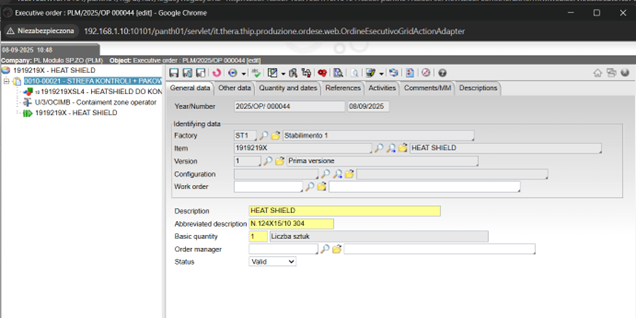 Executive order : PLM/2025/OP 000044 [edit] - Google Chrome
Niezabezpieczona 192.168.1.10:10101/panth01/servlet/it.thera.thip.produzione.ordese.web.OrdineEsecutivoGridActionAdapter
08-09-2025 10:48
Company: PL Modulo SP.ZO (PLM) Object: Executive order : PLM/2025/OP 000044 [edit]
1919219X - HEAT SHIELD
0010-00021 - STREFA KONTROLI + PAKOW
1919219XSL4 - HEATSHIELD DO KON
U/3/OCIMB - Containment zone operator
1919219X - HEAT SHIELD
General data Other data Quantity and dates References Activities Comments/MM Descriptions
Year/Number 2025/OP/ 000044 08/09/2025
Identifying data
Factory ST1 Stabilimento 1
Item 1919219X HEAT SHIELD
Version 1 Prima versione
Configuration
Work order
Description HEAT SHIELD
Abbreviated description N.124X15/10 304
Basic quantity 1 Liczba sztuk
Order manager
Status Valid